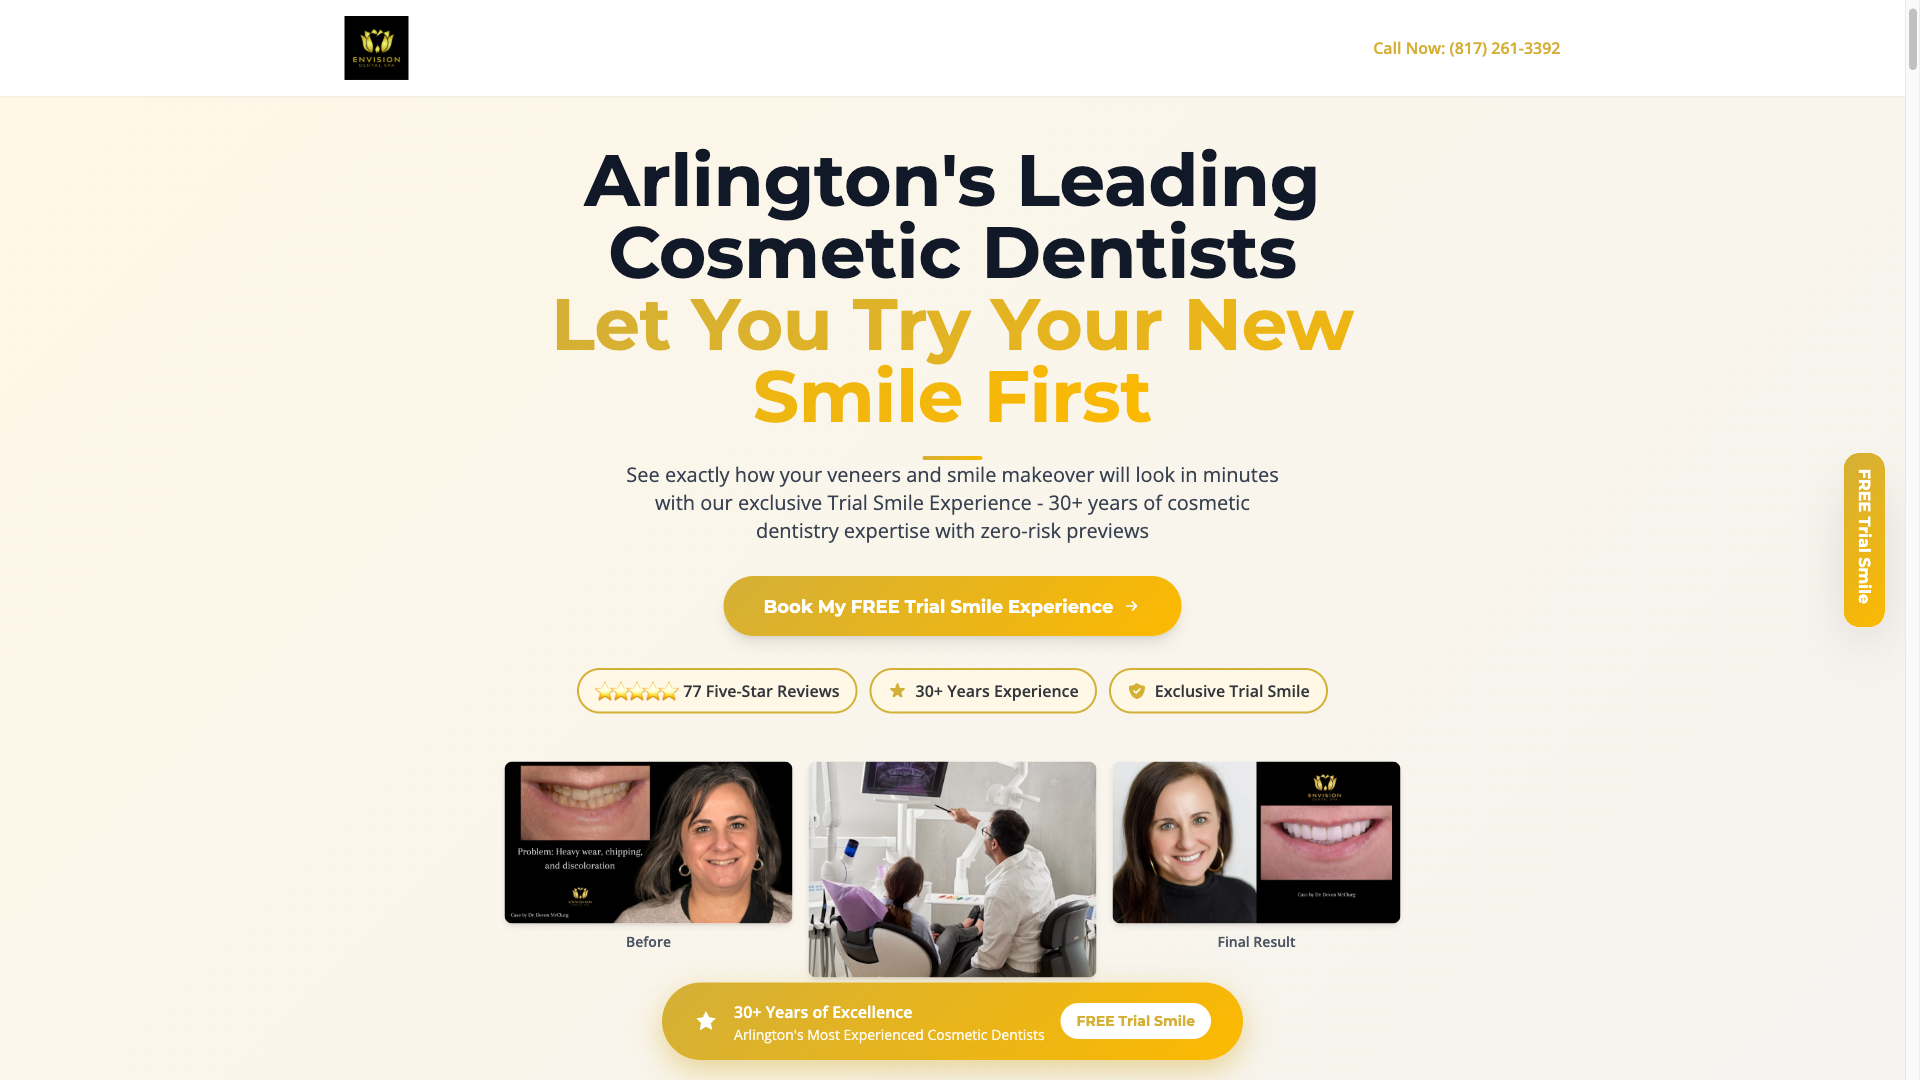 ENVISION
DENTAL SPA
Call Now: (817) 261-3392
Arlington's Leading
Cosmetic Dentists
Let You Try Your New
Smile First
See exactly how your veneers and smile makeover will look in minutes
with our exclusive Trial Smile Experience - 30+ years of cosmetic
dentistry expertise with zero-risk previews
Book My FREE Trial Smile Experience →
77 Five-Star Reviews
30+ Years Experience
Exclusive Trial Smile
FREE Trial Smile
Problem: Heavy wear, chipping,
and discoloration
ENVISION
Case by Dr. Devon McClurg
Before
ENVISION
DENTAL SPA
Case by Dr. Devon McClurg
Final Result
30+ Years of Excellence
Arlington's Most Experienced Cosmetic Dentists
FREE Trial Smile